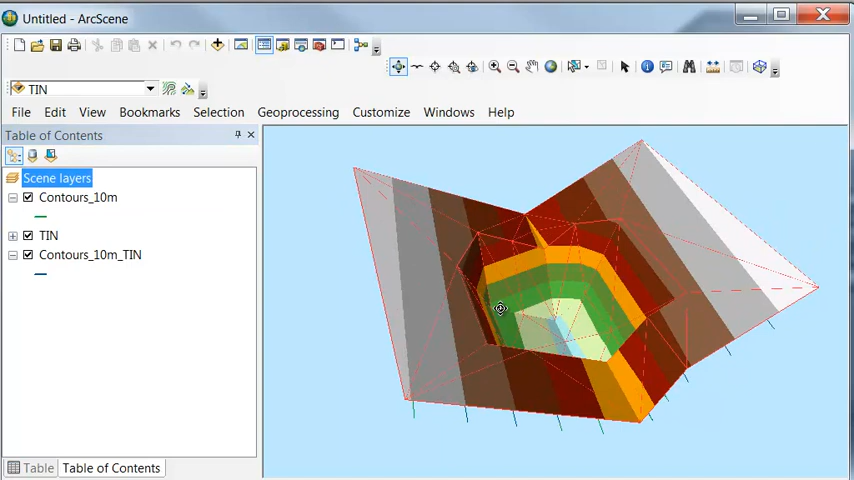 Untitled - ArcScene
TIN
File Edit View Bookmarks Selection Geoprocessing Customize Windows Help
Table of Contents
Scene layers
Contours_10m
TIN
Contours_10m_TIN
Table Table of Contents